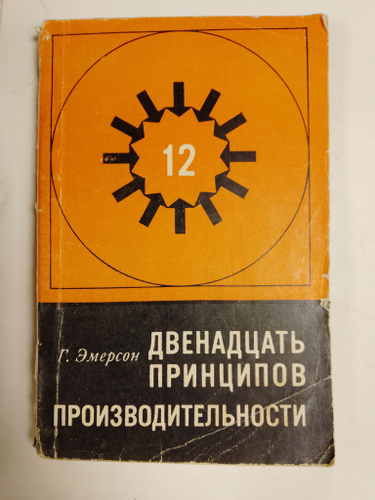 12
Г. Эмерсон
ДВЕНАДЦАТЬ
ПРИНЦИПОВ
ПРОИЗВОДИТЕЛЬНОСТИ